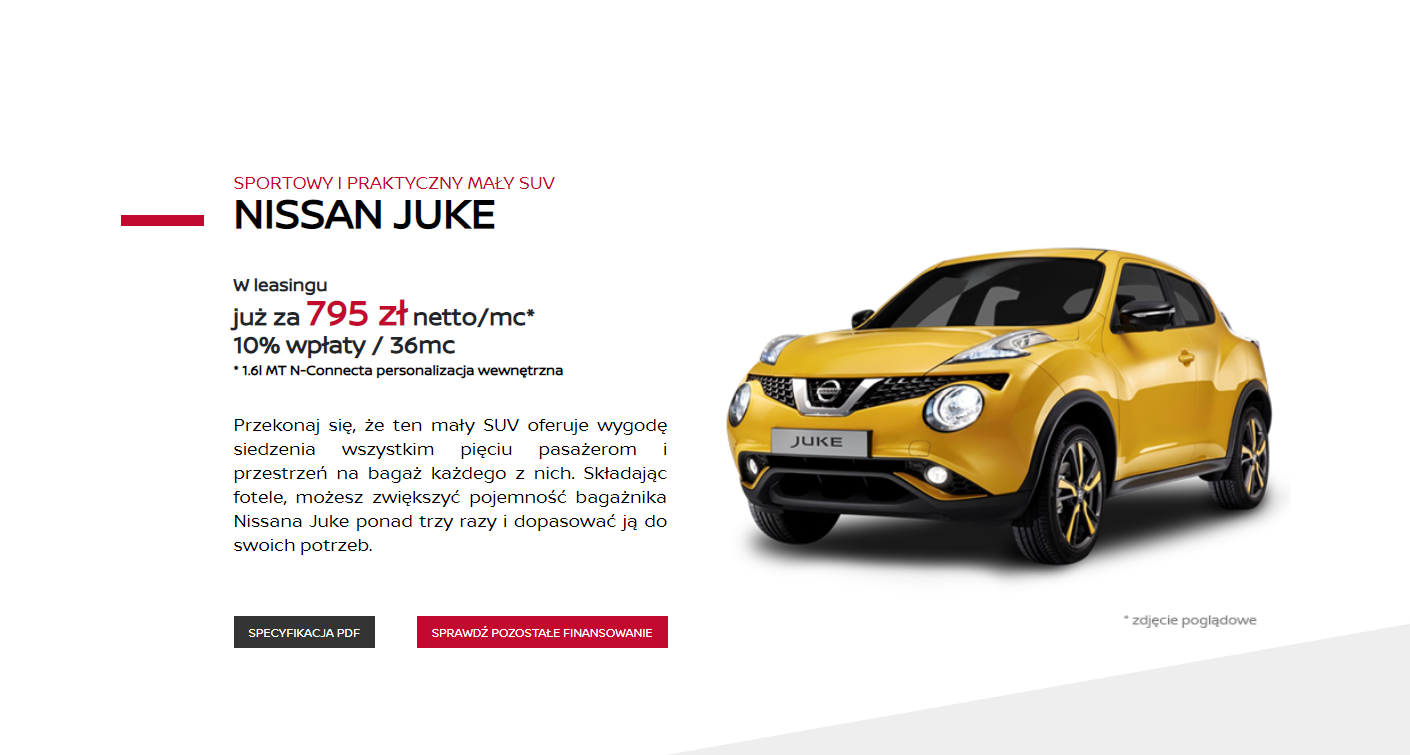 SPORTOWY I PRAKTYCZNY MAŁY SUV
NISSAN JUKE
W leasingu
już za 795 zł netto/mc*
10% wpłaty / 36mc
* 1.6l MT N-Connecta personalizacja wewnętrzna
Przekonaj się, że ten mały SUV oferuje wygodę
siedzenia wszystkim pięciu pasażerom i
przestrzeń na bagaż każdego z nich. Składając
fotele, możesz zwiększyć pojemność bagażnika
Nissana Juke ponad trzy razy i dopasować ją do
swoich potrzeb.
SPECYFIKACJA PDF
SPRAWDŹ POZOSTAŁE FINANSOWANIE
NISSAN
JUKE
* zdjęcie poglądowe